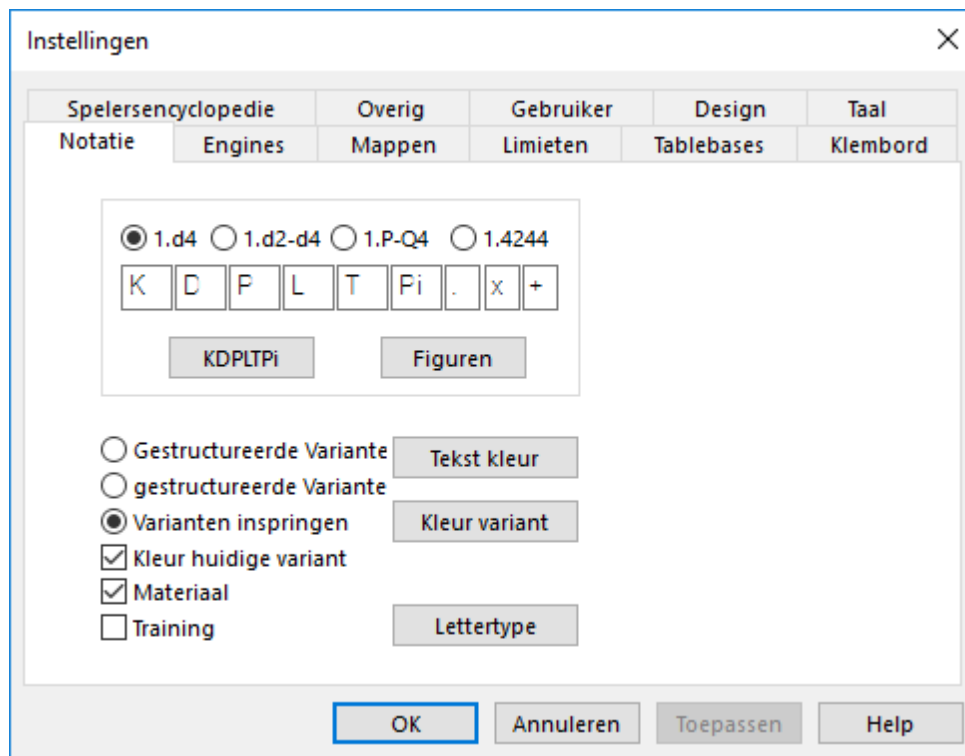 Instellingen
Spelersencyclopedie Overig Gebruiker Design Taal
Notatie Engines Mappen Limieten Tablebases Klembord
1.d4 1.d2-d4 1.P-Q4 1.4244
K D P L T Pi . x +
KDPLTPi Figuren
Gestructureerde Variante
Tekst kleur
gestructureerde Variante
Varianten inspringen Kleur variant
Kleur huidige variant
Materiaal
Training Lettertype
OK Annuleren Toepassen Help